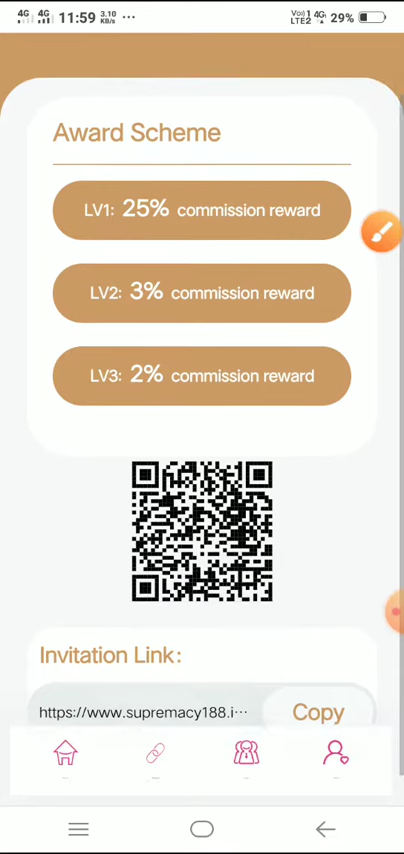 4G 4G 11:59 3.10 KB/s ··· Vo)) 1 LTE2 4G 29%
Award Scheme
LV1: 25% commission reward
LV2: 3% commission reward
LV3: 2% commission reward
Invitation Link:
https://www.supremacy188.i··· Copy